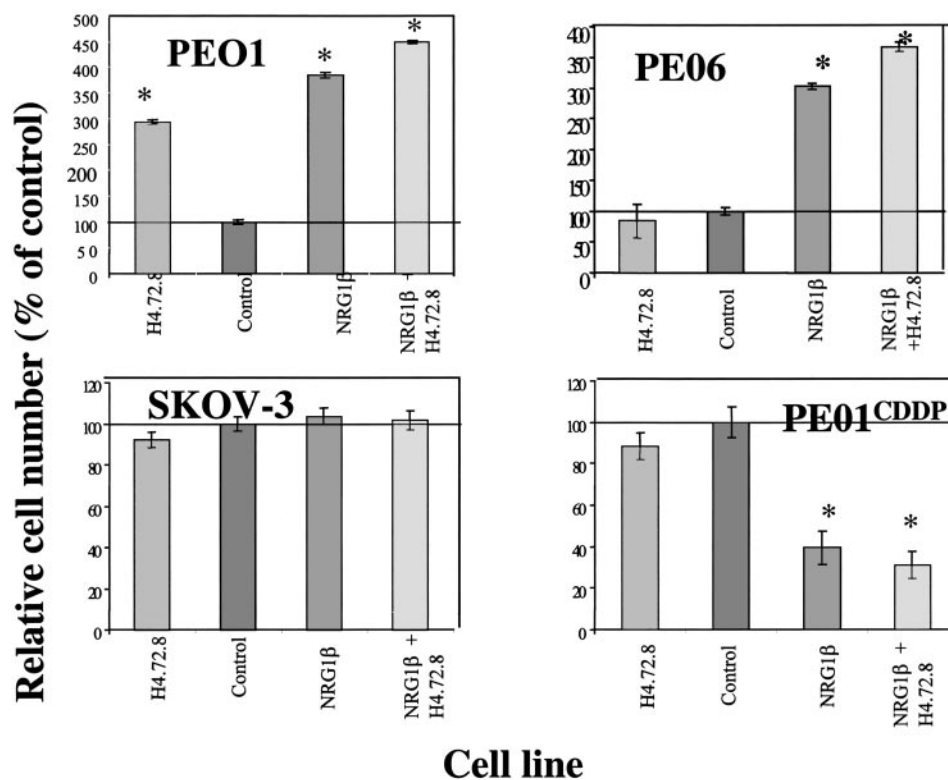 Relative cell number (% of control)
PEO1
500
450
400
350
300
250
200
150
100
50
0
*
*
*
H4.72.8
Control
NRG1β
NRG1β +
H4.72.8
PE06
0
*
*
H4.72.8
Control
NRG1β
NRG1β
+H4.72.8
SKOV-3
120
100
80
60
40
20
0
H4.72.8
Control
NRG1β
NRG1β +
H4.72.8
PE01CDDP
120
100
80
60
40
20
0
*
*
H4.72.8
Control
NRG1β
NRG1β +
H4.72.8
Cell line